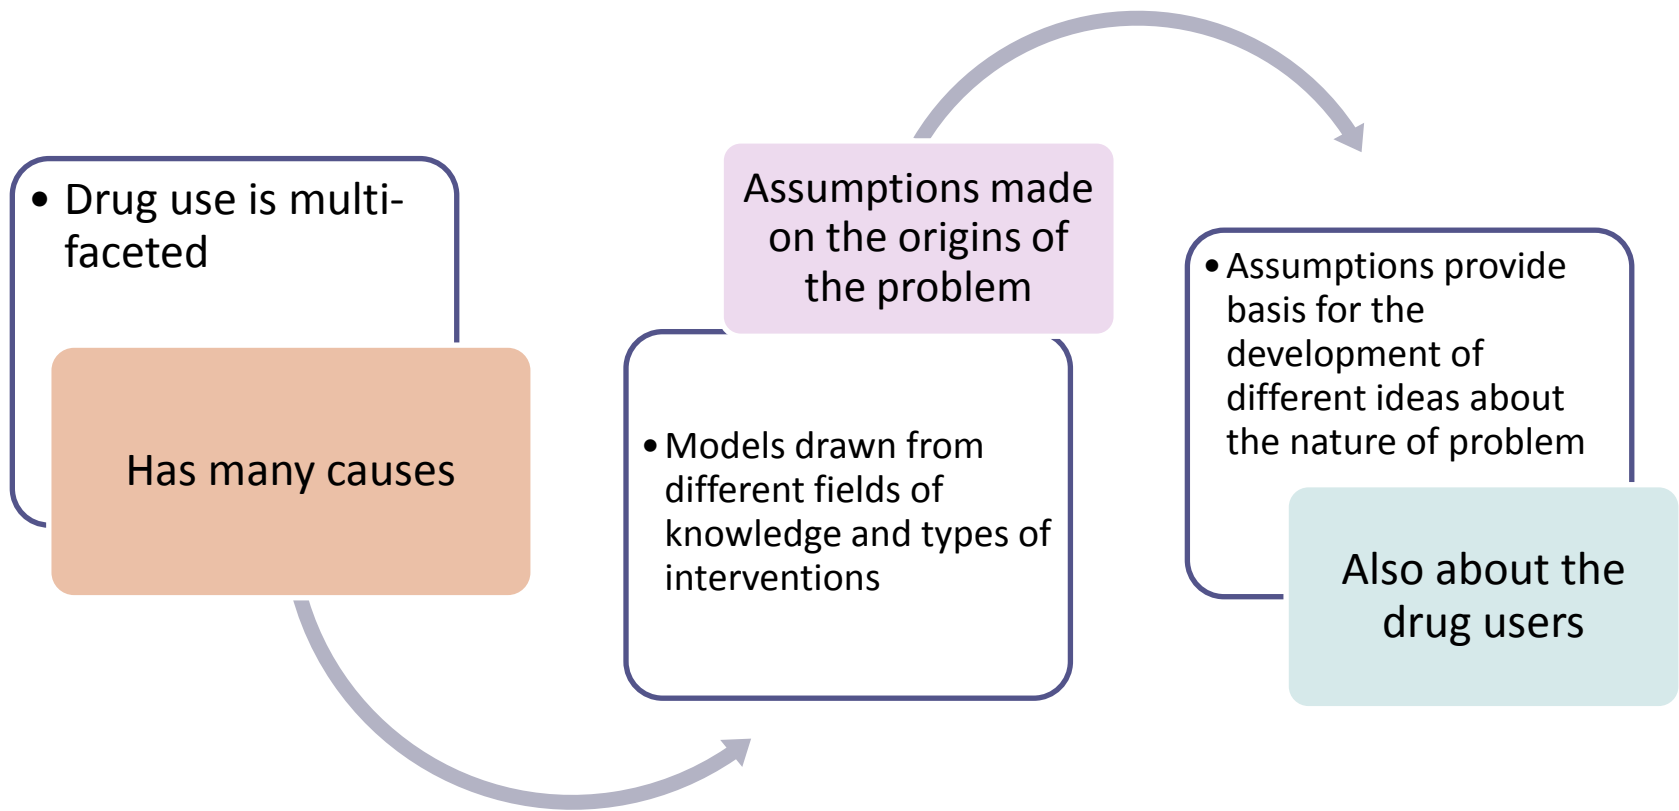 • Drug use is multi-
faceted
Has many causes
Assumptions made
on the origins of
the problem
• Models drawn from
different fields of
knowledge and types of
interventions
• Assumptions provide
basis for the
development of
different ideas about
the nature of problem
Also about the
drug users